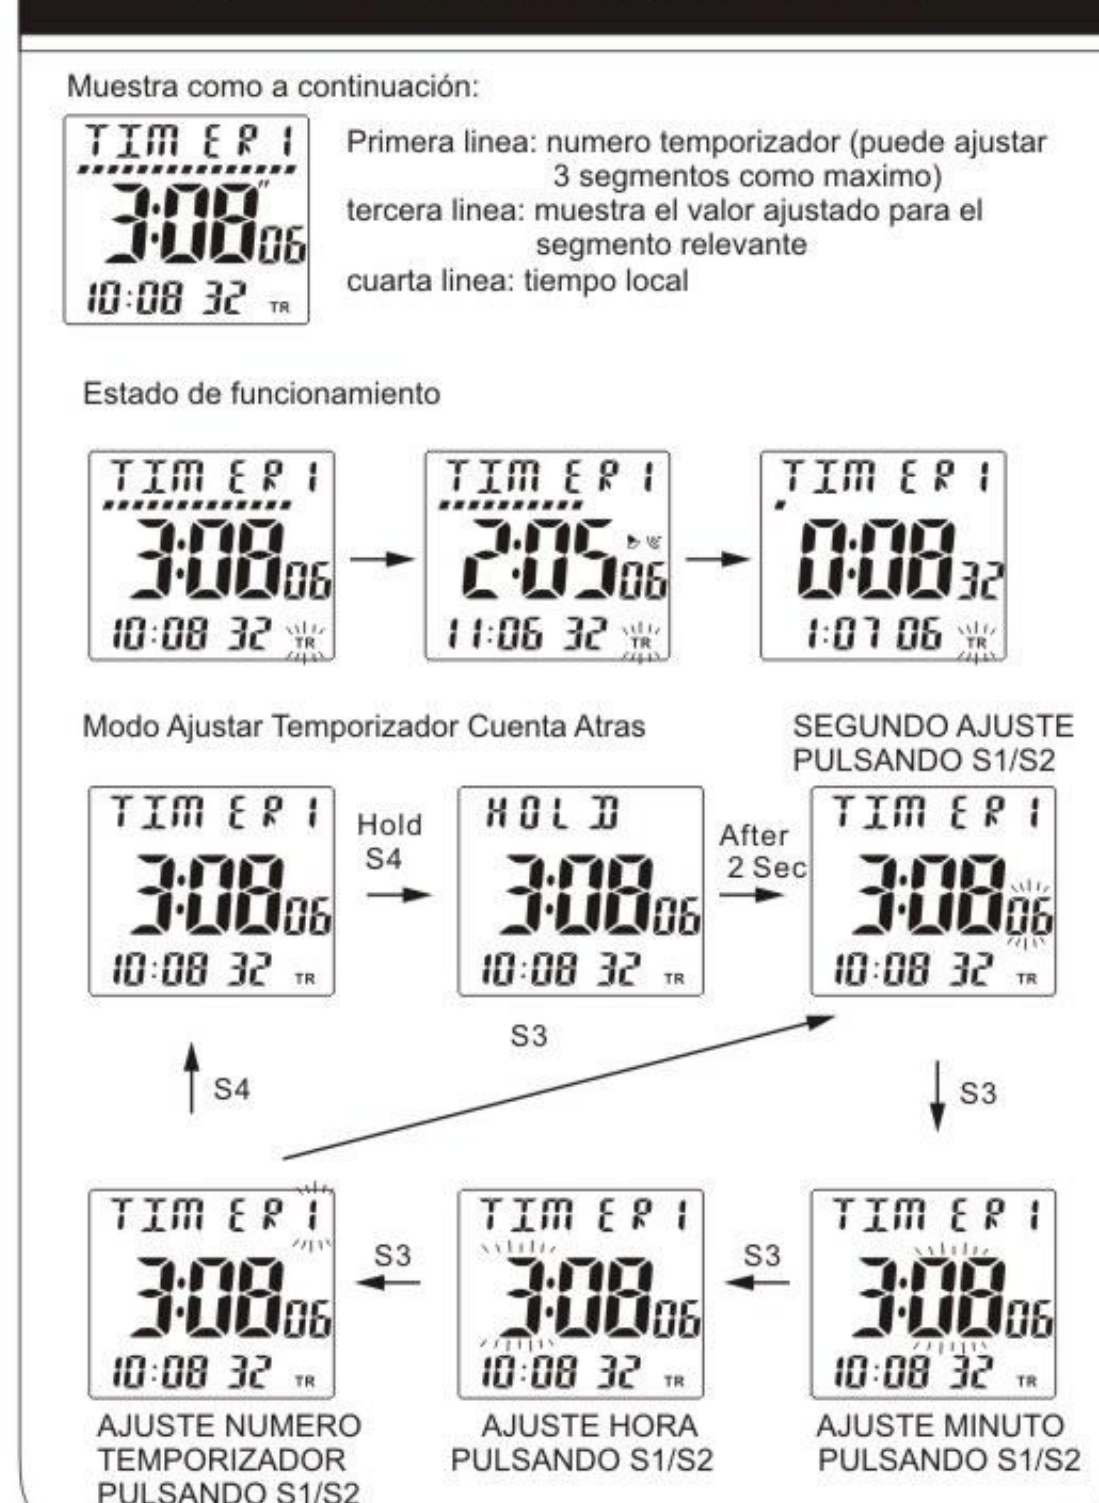 Muestra como a continuación:
TIMER1
3:08 06
10:08 32 TR
Primera linea: numero temporizador (puede ajustar
3 segmentos como maximo)
tercera linea: muestra el valor ajustado para el
segmento relevante
cuarta linea: tiempo local
Estado de funcionamiento
TIMER1
3:08 06
10:08 32 TR
TIMER1
2:05 06
11:06 32 TR
TIMER1
0:08 32
1:07 06 TR
Modo Ajustar Temporizador Cuenta Atras
SEGUNDO AJUSTE
PULSANDO S1/S2
TIMER1
3:08 06
10:08 32 TR
Hold
S4
HOLD
3:08 06
10:08 32 TR
After
2 Sec
TIMER1
3:08 06
10:08 32 TR
S3
S4
S3
TIMER1
3:08 06
10:08 32 TR
S3
TIMER1
3:08 06
10:08 32 TR
S3
TIMER1
3:08 06
10:08 32 TR
AJUSTE NUMERO
TEMPORIZADOR
PULSANDO S1/S2
AJUSTE HORA
PULSANDO S1/S2
AJUSTE MINUTO
PULSANDO S1/S2